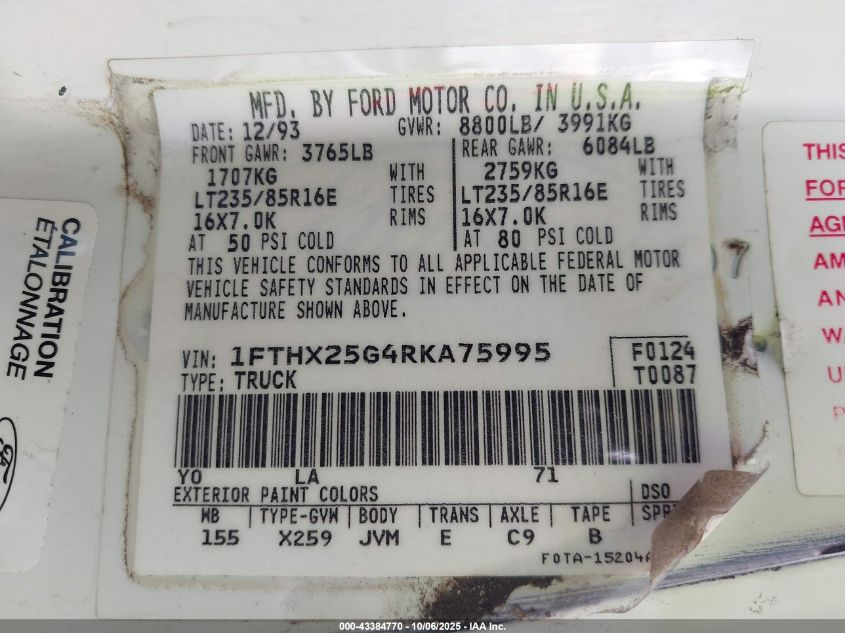 MFD. BY FORD MOTOR CO. IN U.S.A.
DATE: 12/93 GVWR: 8800LB/ 3991KG
FRONT GAWR: 3765LB REAR GAWR: 6084LB
1707KG WITH 2759KG WITH
LT235/85R16E TIRES LT235/85R16E TIRES
16X7.0K RIMS 16X7.0K RIMS
AT 50 PSI COLD AT 80 PSI COLD
THIS VEHICLE CONFORMS TO ALL APPLICABLE FEDERAL MOTOR
VEHICLE SAFETY STANDARDS IN EFFECT ON THE DATE OF
MANUFACTURE SHOWN ABOVE.
VIN: 1FTHX25G4RKA75995 F0124
TYPE: TRUCK T0087
YO LA 71
EXTERIOR PAINT COLORS DSO
WB TYPE-GVW BODY TRANS AXLE TAPE
155 X259 JVM E C9 B
CALIBRATION
ÉTALONNAGE
THIS
FOR
07
000-43384770 - 10/06/2025 - IAA Inc.